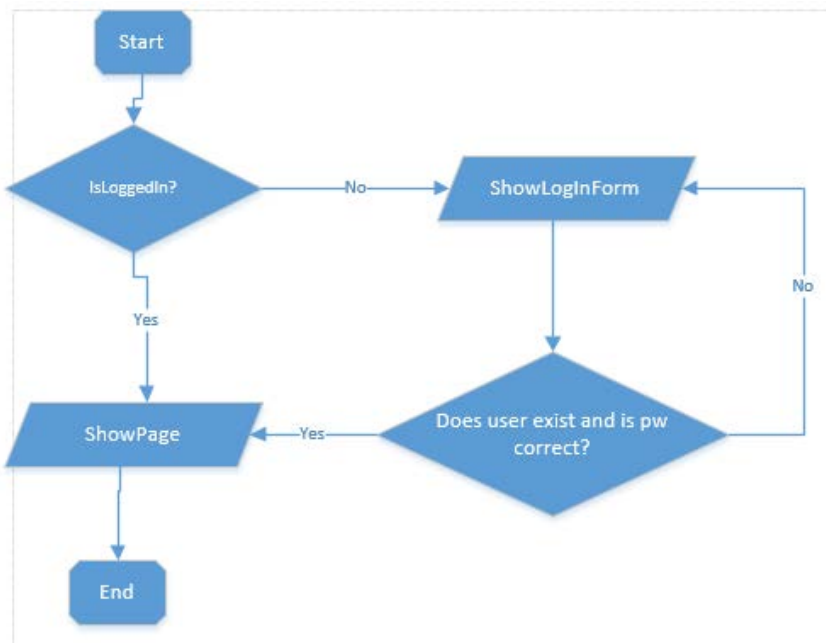 Start
IsLoggedIn?
No
ShowLogInForm
No
Yes
ShowPage
Yes
Does user exist and is pw
correct?
End